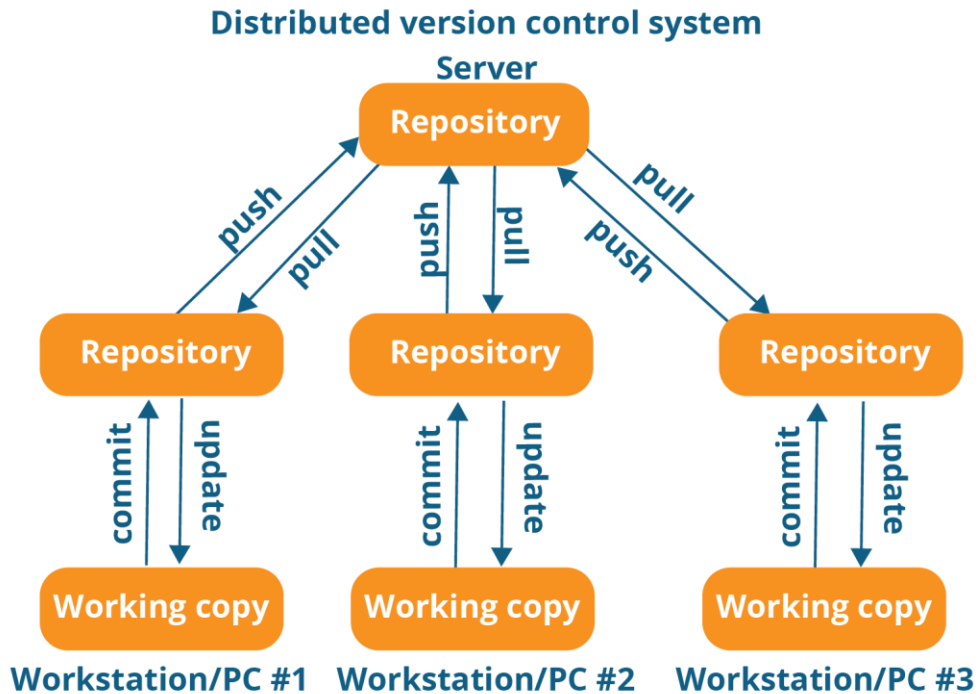 Distributed version control system
Server
Repository
push
pull
push
pull
push
pull
Repository
Repository
Repository
commit
update
commit
update
commit
update
Working copy
Working copy
Working copy
Workstation/PC #1
Workstation/PC #2
Workstation/PC #3